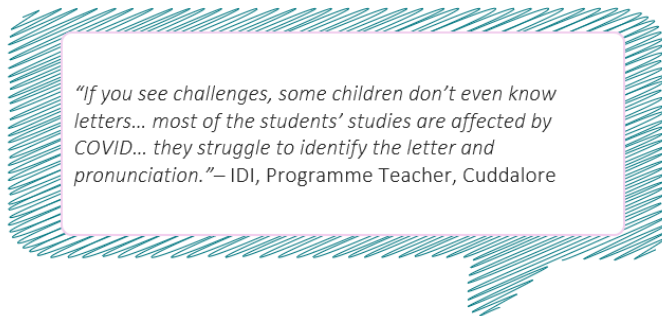 “If you see challenges, some children don’t even know
letters... most of the students’ studies are affected by
COVID... they struggle to identify the letter and
pronunciation.”– IDI, Programme Teacher, Cuddalore